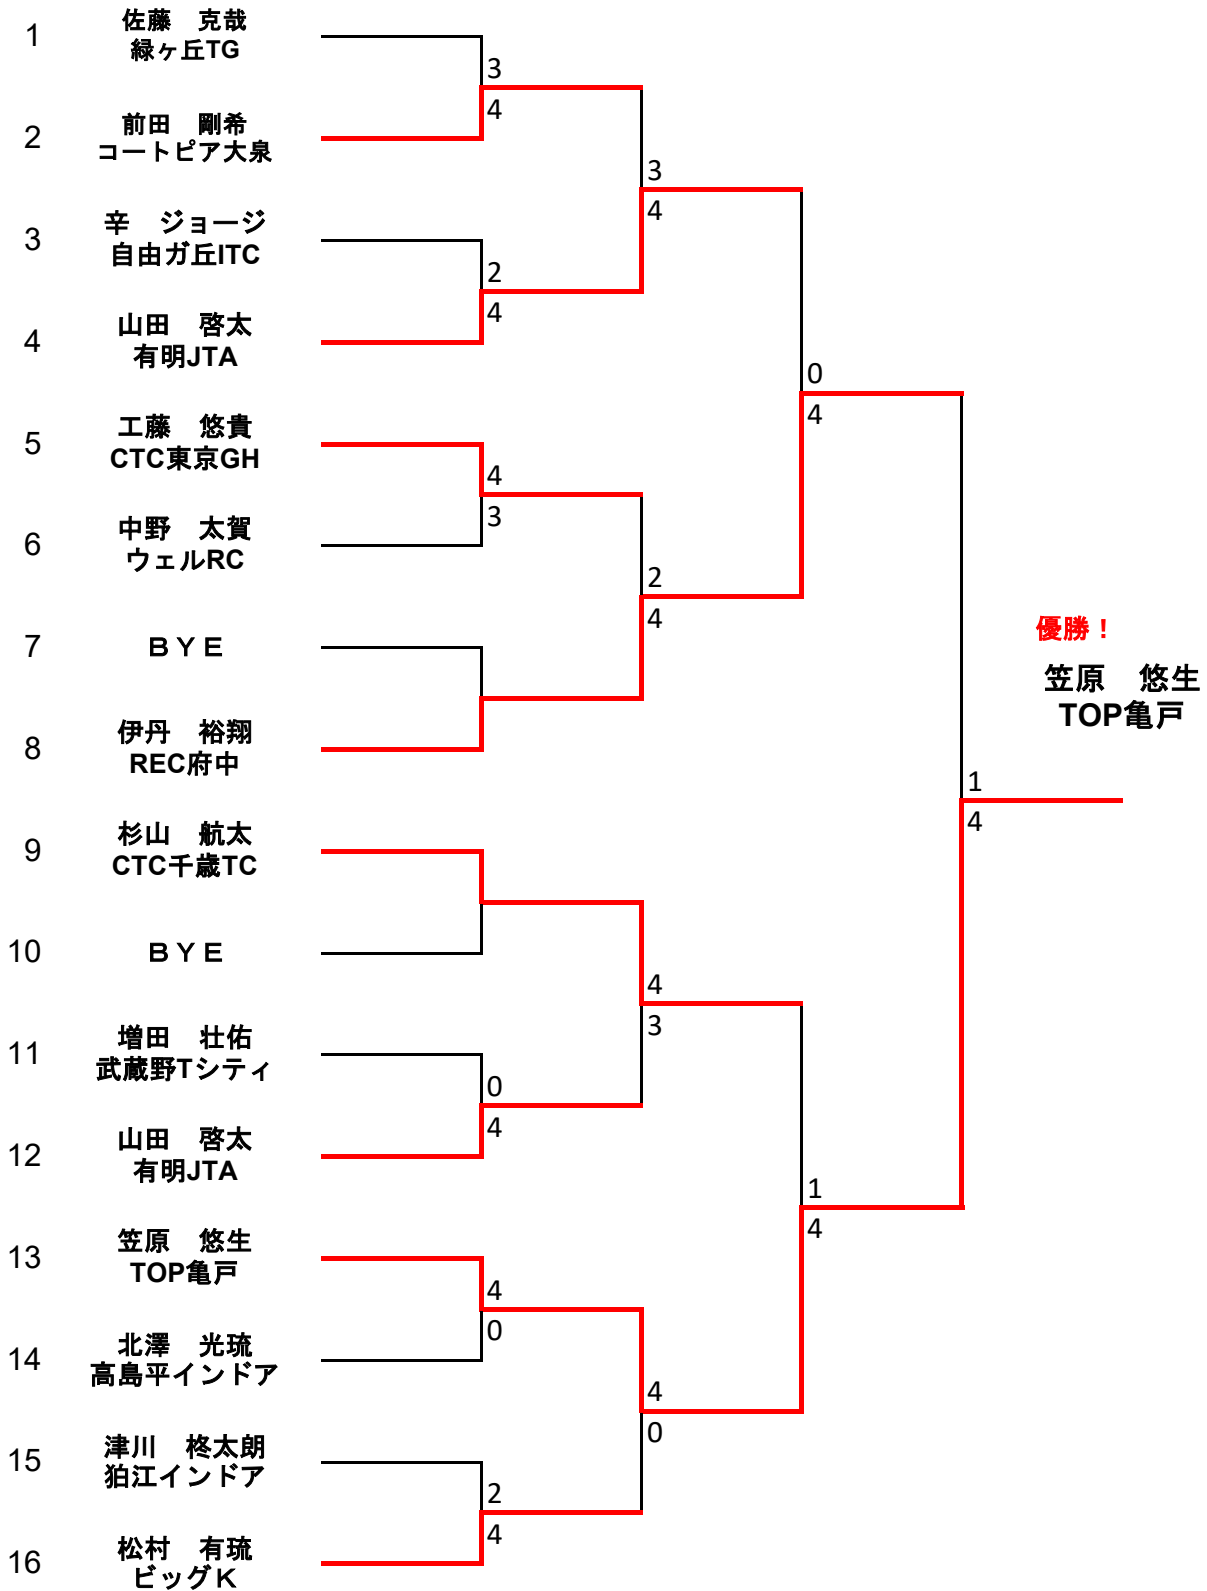 1
佐藤　克哉
緑ヶ丘TG
3
4
2
前田　剛希
コートピア大泉
3
4
3
辛　ジョージ
自由ガ丘ITC
2
4
4
山田　啓太
有明JTA
0
4
5
工藤　悠貴
CTC東京GH
4
3
6
中野　太賀
ウェルRC
2
4
7
ＢＹＥ
8
伊丹　裕翔
REC府中
優勝！
笠原　悠生
TOP亀戸
1
4
9
杉山　航太
CTC千歳TC
10
ＢＹＥ
4
3
11
増田　壮佑
武蔵野Tシティ
0
4
12
山田　啓太
有明JTA
1
4
13
笠原　悠生
TOP亀戸
4
0
14
北澤　光琉
高島平インドア
4
0
15
津川　柊太朗
狛江インドア
2
4
16
松村　有琉
ビッグＫ